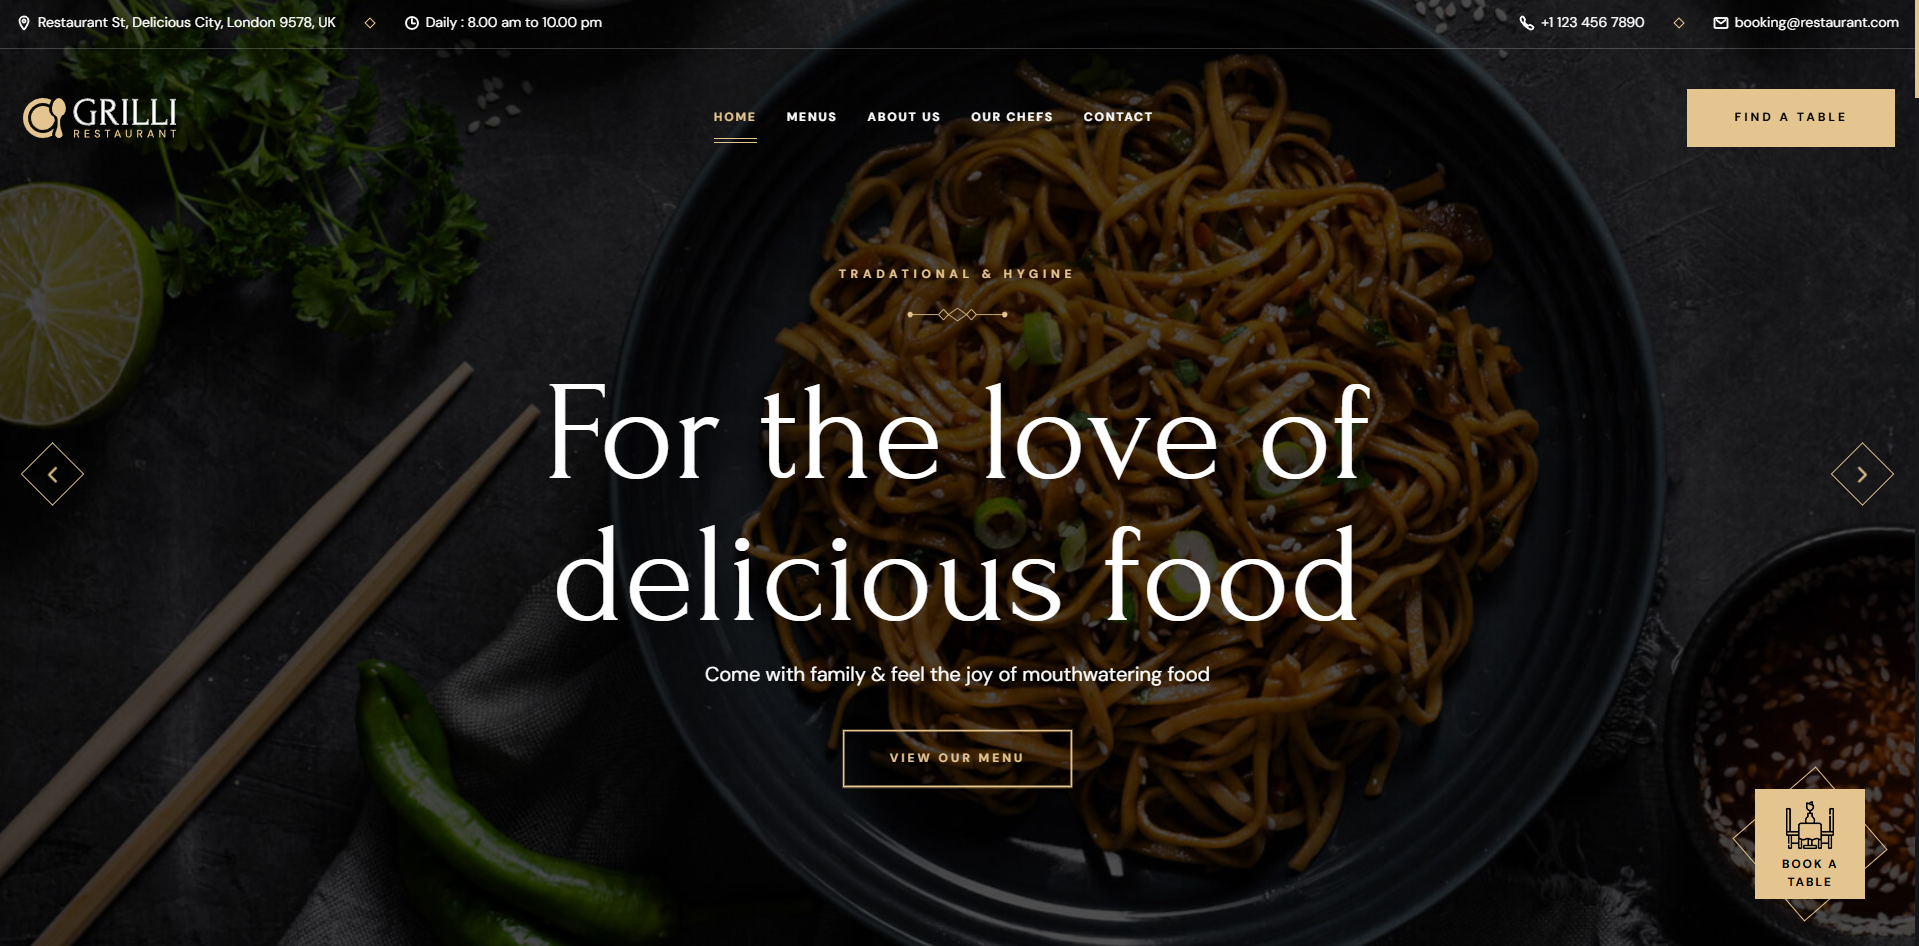 Restaurant St, Delicious City, London 9578, UK
Daily : 8.00 am to 10.00 pm
+1 123 456 7890
booking@restaurant.com
GRILLI
RESTAURANT
HOME
MENUS
ABOUT US
OUR CHEFS
CONTACT
FIND A TABLE
TRADATIONAL & HYGINE
For the love of
delicious food
Come with family & feel the joy of mouthwatering food
VIEW OUR MENU
BOOK A
TABLE